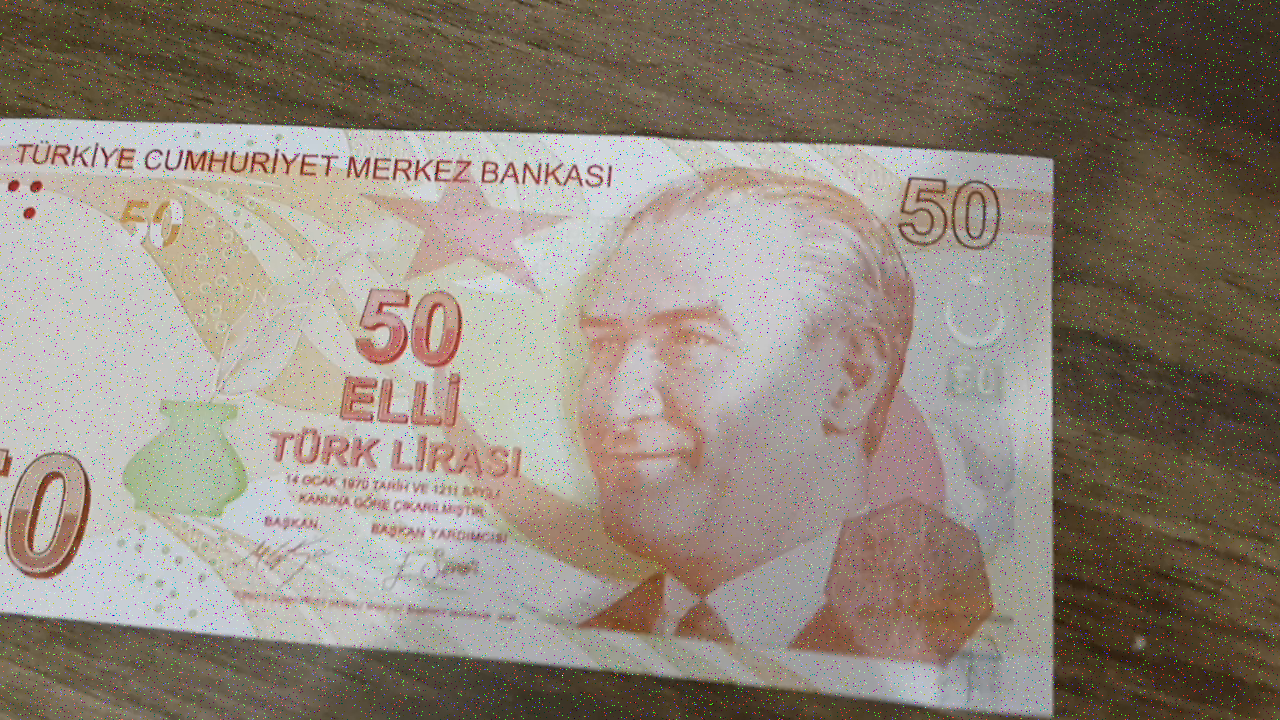 TÜRKİYE CUMHURİYET MERKEZ BANKASI
50
50
50
ELLİ
TÜRK LİRASI
14 OCAK 1970 TARİH VE 1211 SAYILI
KANUNA GÖRE ÇIKARILMIŞTIR.
BAŞKAN
BAŞKAN YARDIMCISI
50
0